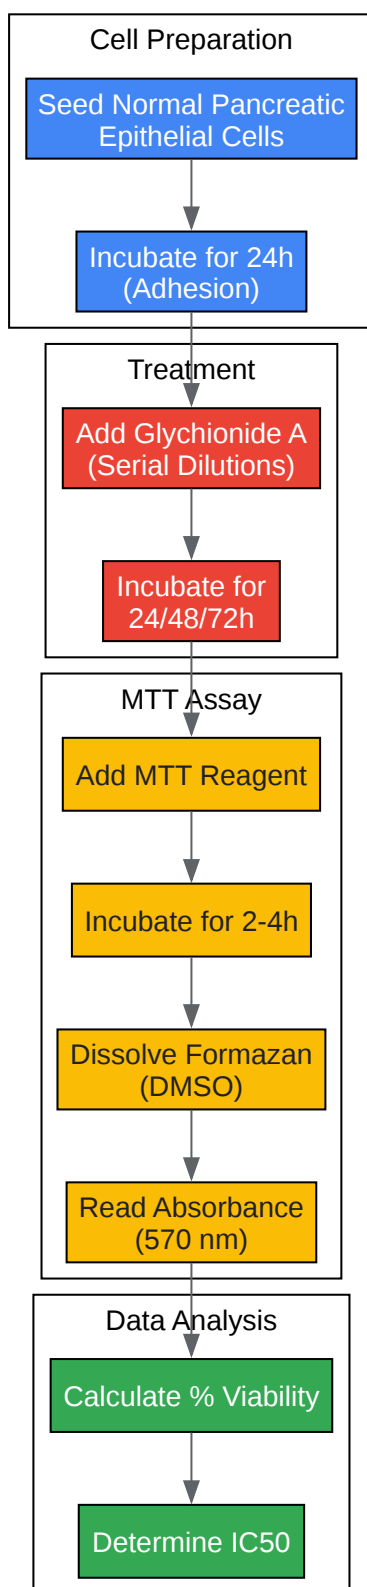 Cell Preparation
Seed Normal Pancreatic
Epithelial Cells
Incubate for 24h
(Adhesion)
Treatment
Add Glychionide A
(Serial Dilutions)
Incubate for
24/48/72h
MTT Assay
Add MTT Reagent
Incubate for 2-4h
Dissolve Formazan
(DMSO)
Read Absorbance
(570 nm)
Data Analysis
Calculate % Viability
Determine IC50